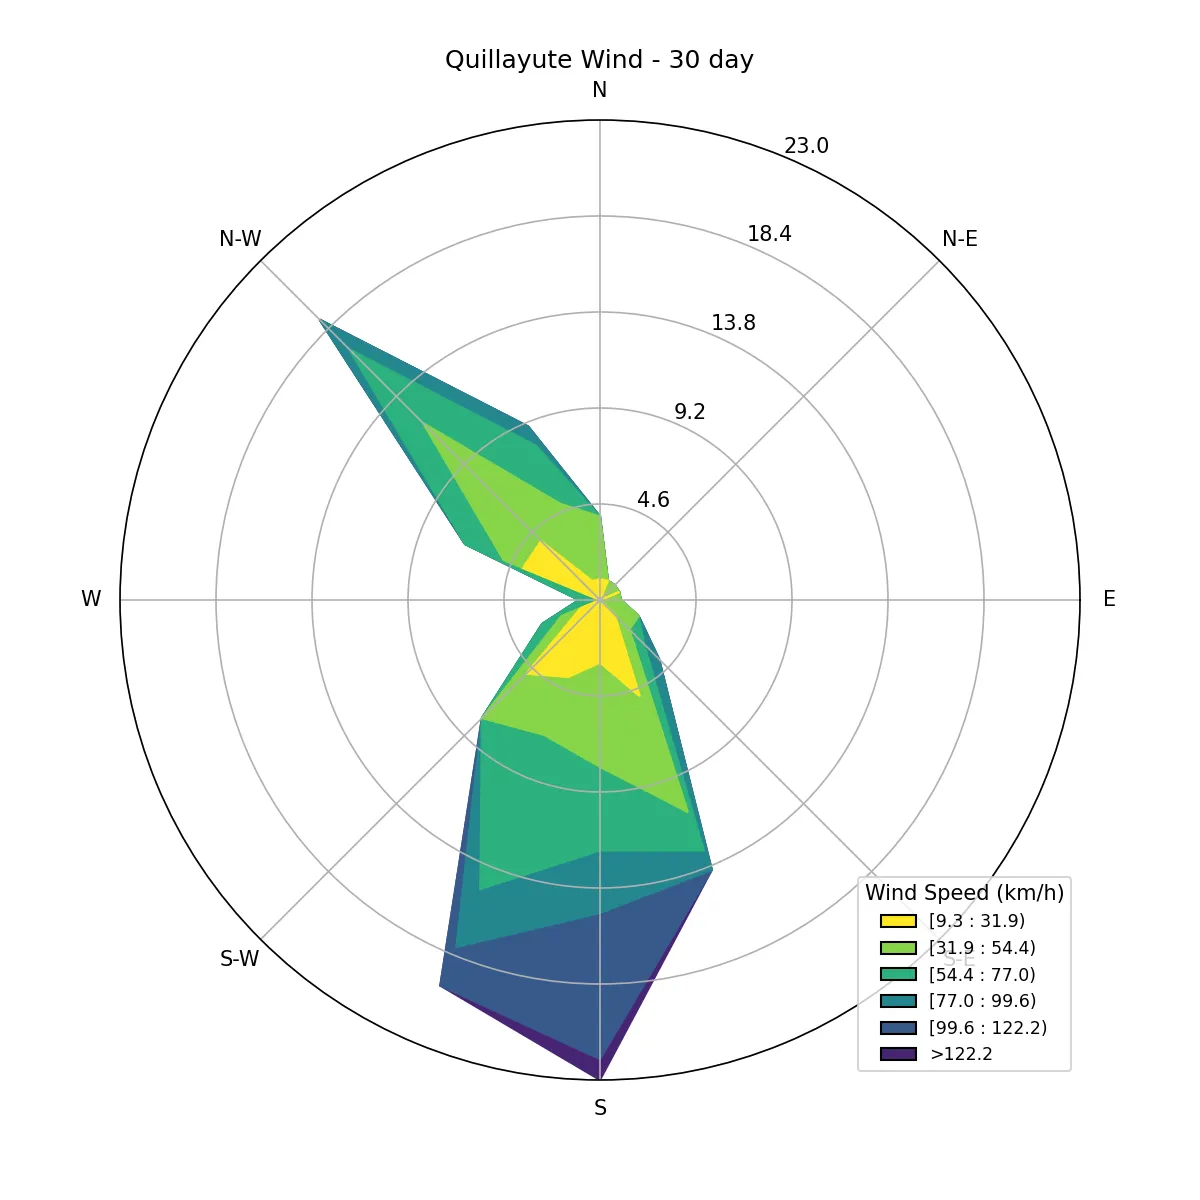 Quillayute Wind - 30 day
N
23.0
N-W
18.4
N-E
13.8
9.2
4.6
W
E
Wind Speed (km/h)
[9.3 : 31.9)
[31.9 : 54.4)
S-W
S-E
[54.4 : 77.0)
[77.0 : 99.6)
[99.6 : 122.2)
>122.2
S